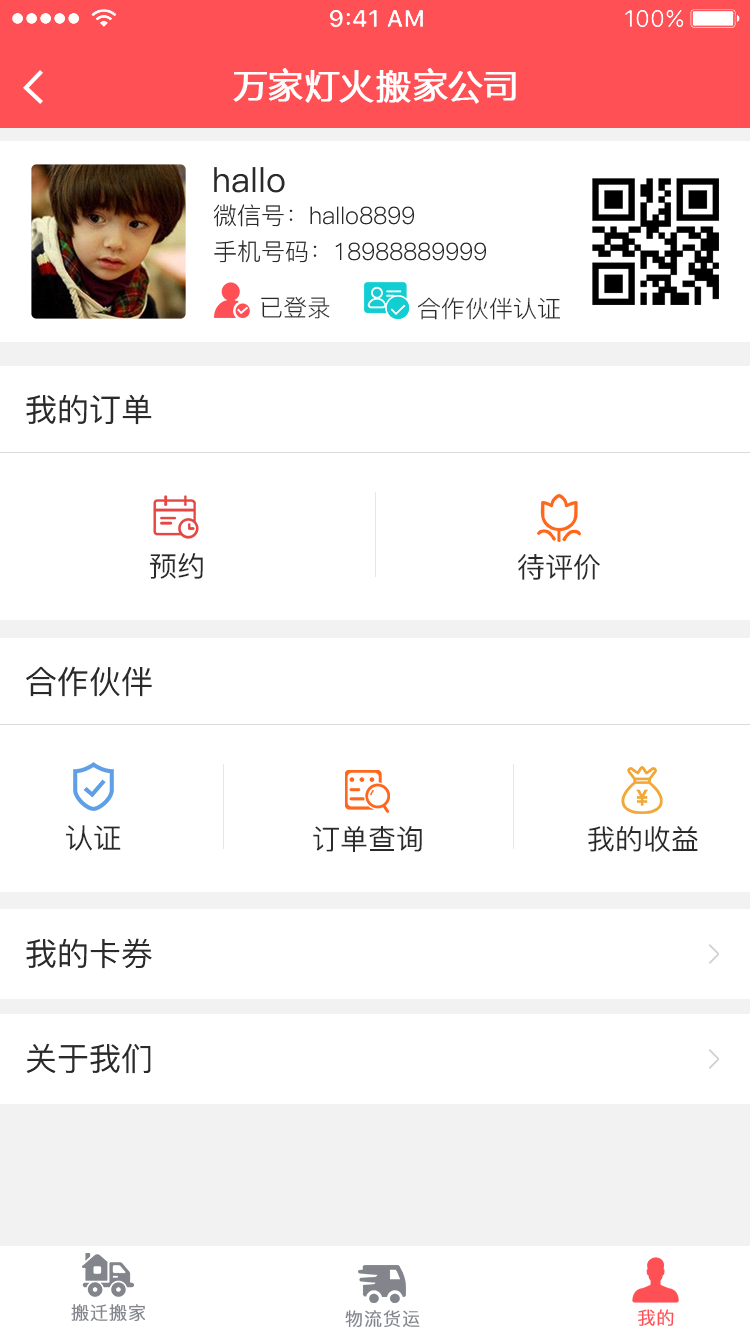 9:41 AM 100%
万家灯火搬家公司
hallo
微信号：hallo8899
手机号码：18988889999
已登录 合作伙伴认证
我的订单
预约 待评价
合作伙伴
认证 订单查询 我的收益
我的卡券
关于我们
搬迁搬家 物流货运 我的